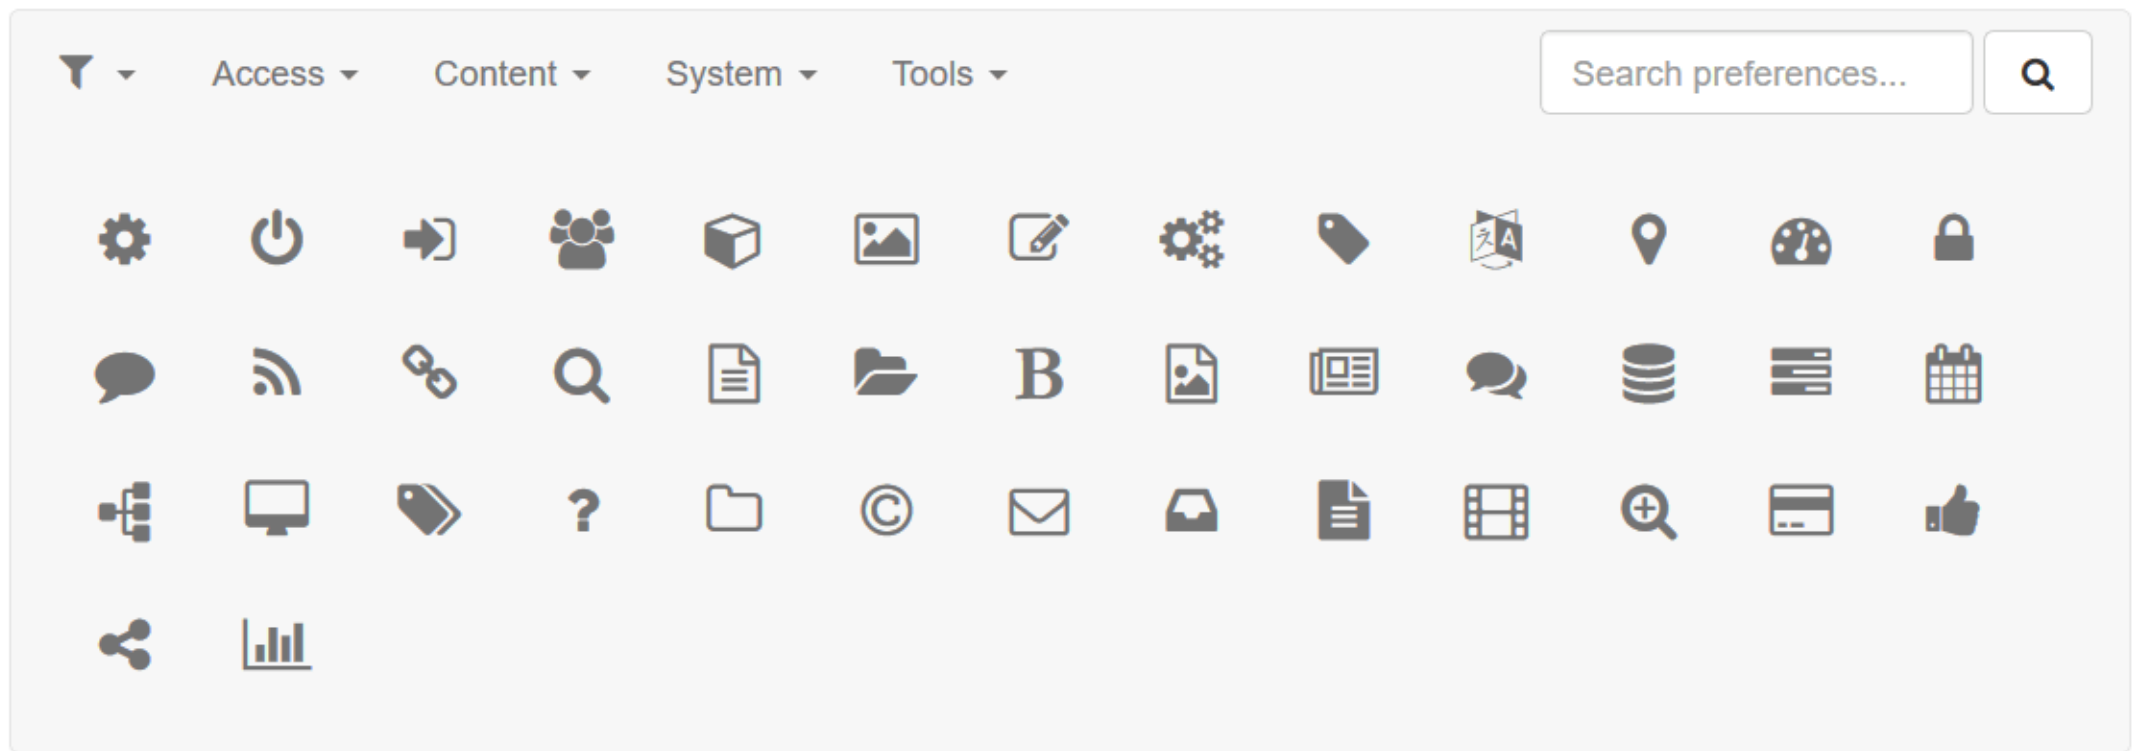 Access
Content
System
Tools
Search preferences...
B
?
©